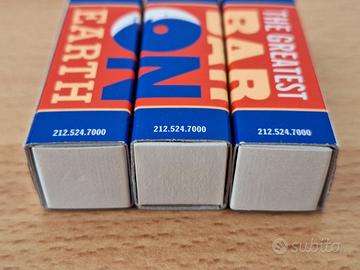 EARTH
ON
BAR
THE GREATEST
212.524.7000
212.524.7000
212.524.7000
subito